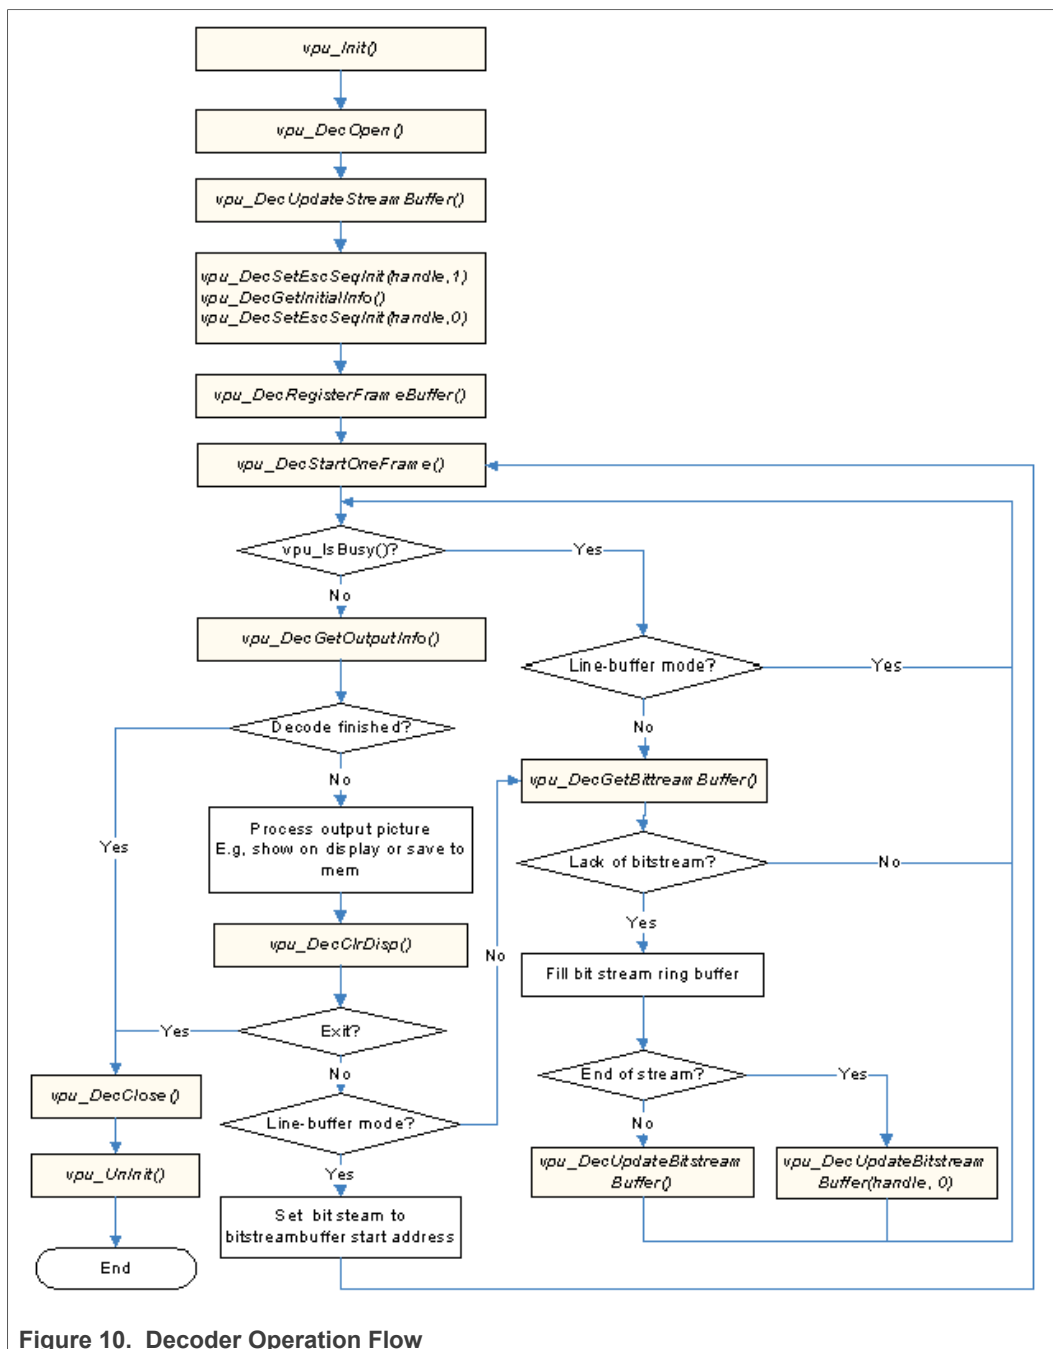 vpu_Init()
vpu_DecOpen()
vpu_DecUpdateStreamBuffer()
vpu_DecSetEscSeqInit(handle,1)
vpu_DecGetInitialInfo()
vpu_DecSetEscSeqInit(handle,0)
vpu_DecRegisterFrameBuffer()
vpu_DecStartOneFrame()
vpu_IsBusy()?
Yes
No
vpu_DecGetOutputInfo()
Line-buffer mode?
Yes
Decode finished?
No
No
vpu_DecGetBittreamBuffer()
Yes
Process output picture
E.g, show on display or save to
mem
Lack of bitstream?
No
Yes
vpu_DecClrDisp()
No
Fill bit stream ring buffer
Yes
Exit?
No
End of stream?
Yes
No
vpu_DecClose()
Line-buffer mode?
Yes
vpu_DecUpdateBitstream
Buffer()
vpu_DecUpdateBitstream
Buffer(handle, 0)
vpu_UnInit()
Set bitsteam to
bitstreambuffer start address
End
Figure 10. Decoder Operation Flow